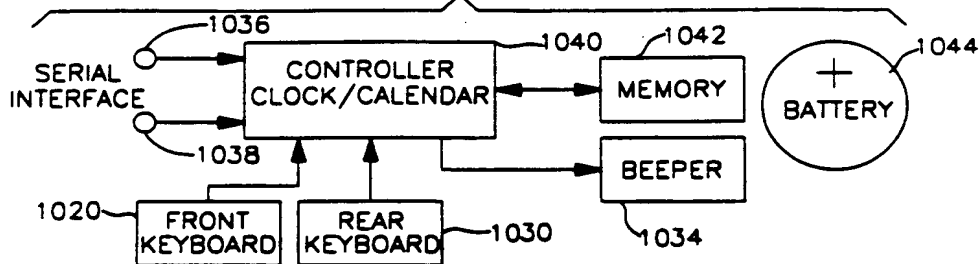 1036
1040
1042
1044
SERIAL
INTERFACE
CONTROLLER
CLOCK/CALENDAR
MEMORY
+
BATTERY
1038
BEEPER
1020
FRONT
KEYBOARD
REAR
KEYBOARD
1030
1034